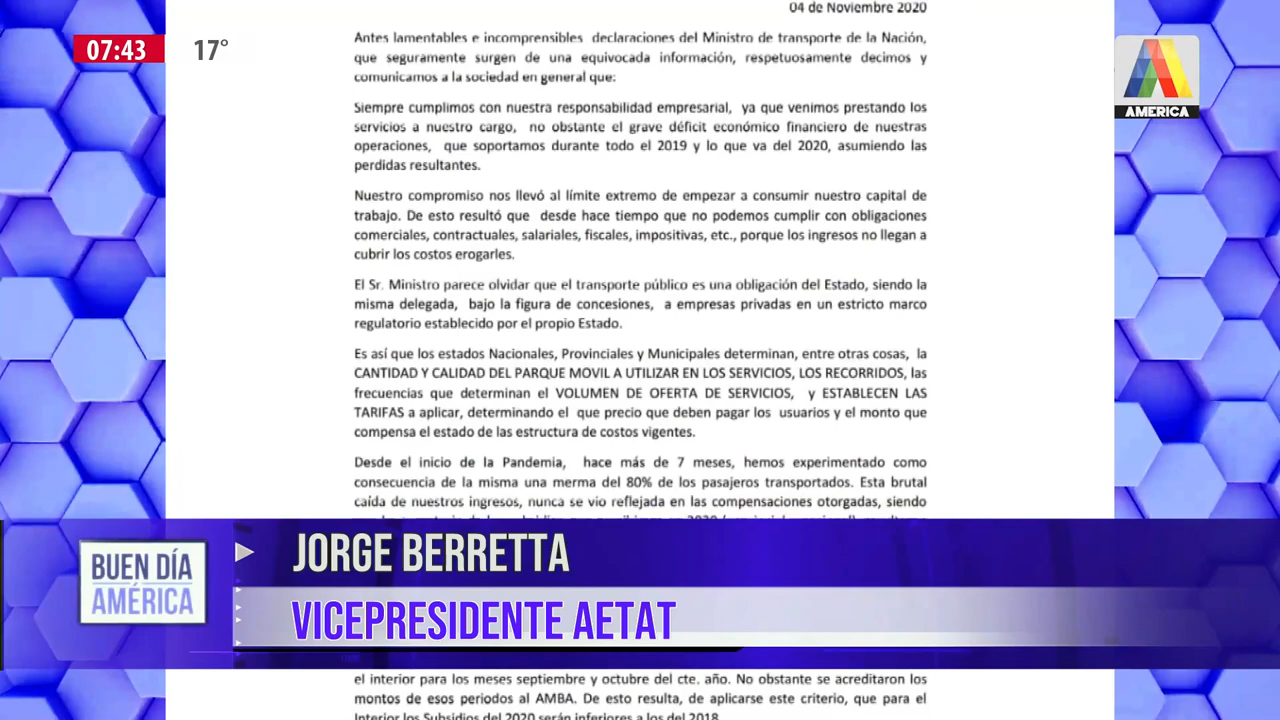 04 de Noviembre 2020
07:43
17°
AMERICA
Antes lamentables e incomprensibles declaraciones del Ministro de transporte de la Nación,
que seguramente surgen de una equivocada información, respetuosamente decimos y
comunicamos a la sociedad en general que:
Siempre cumplimos con nuestra responsabilidad empresarial, ya que venimos prestando los
servicios a nuestro cargo, no obstante el grave déficit económico financiero de nuestras
operaciones, que soportamos durante todo el 2019 y lo que va del 2020, asumiendo las
perdidas resultantes.
Nuestro compromiso nos llevó al límite extremo de empezar a consumir nuestro capital de
trabajo. De esto resultó que desde hace tiempo que no podemos cumplir con obligaciones
comerciales, contractuales, salariales, fiscales, impositivas, etc., porque los ingresos no llegan a
cubrir los costos erogarles.
El Sr. Ministro parece olvidar que el transporte público es una obligación del Estado, siendo la
misma delegada, bajo la figura de concesiones, a empresas privadas en un estricto marco
regulatorio establecido por el propio Estado.
Es así que los estados Nacionales, Provinciales y Municipales determinan, entre otras cosas, la
CANTIDAD Y CALIDAD DEL PARQUE MOVIL A UTILIZAR EN LOS SERVICIOS, LOS RECORRIDOS, las
frecuencias que determinan el VOLUMEN DE OFERTA DE SERVICIOS, y ESTABLECEN LAS
TARIFAS a aplicar, determinando el que precio que deben pagar los usuarios y el monto que
compensa el estado de las estructura de costos vigentes.
Desde el inicio de la Pandemia, hace más de 7 meses, hemos experimentado como
consecuencia de la misma una merma del 80% de los pasajeros transportados. Esta brutal
caída de nuestros ingresos, nunca se vio reflejada en las compensaciones otorgadas, siendo
BUEN DÍA
AMÉRICA
JORGE BERRETTA
VICEPRESIDENTE AETAT
el interior para los meses septiembre y octubre del cte. año. No obstante se acreditaron los
montos de esos periodos al AMBA. De esto resulta, de aplicarse este criterio, que para el
Interior los Subsidios del 2020 serán inferiores a los del 2018.